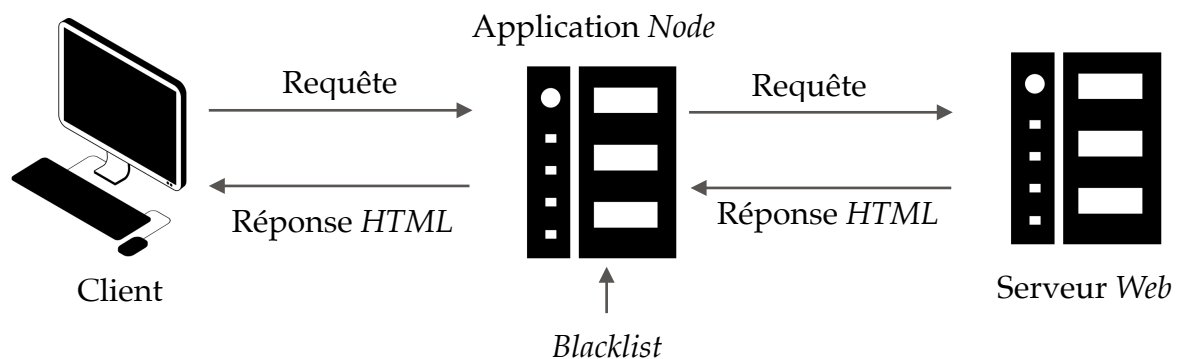 Application Node
Requête
Requête
Réponse HTML
Réponse HTML
Client
Serveur Web
Blacklist